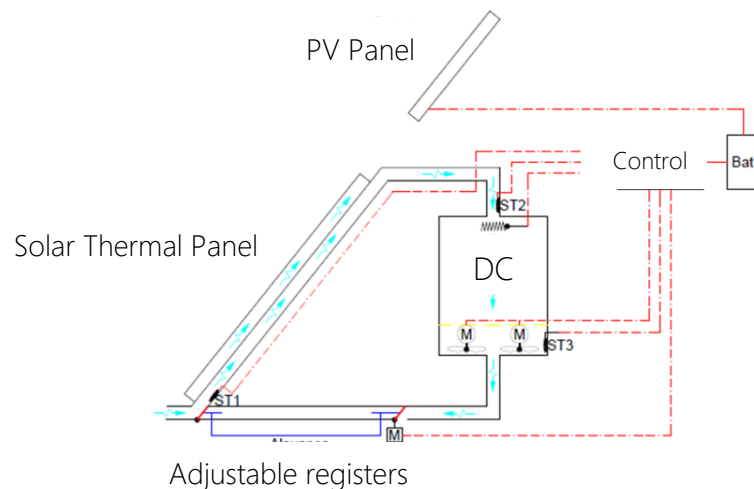 PV Panel
Control
Bat
ST2
Solar Thermal Panel
DC
M
M
ST3
ST1
M
Adjustable registers